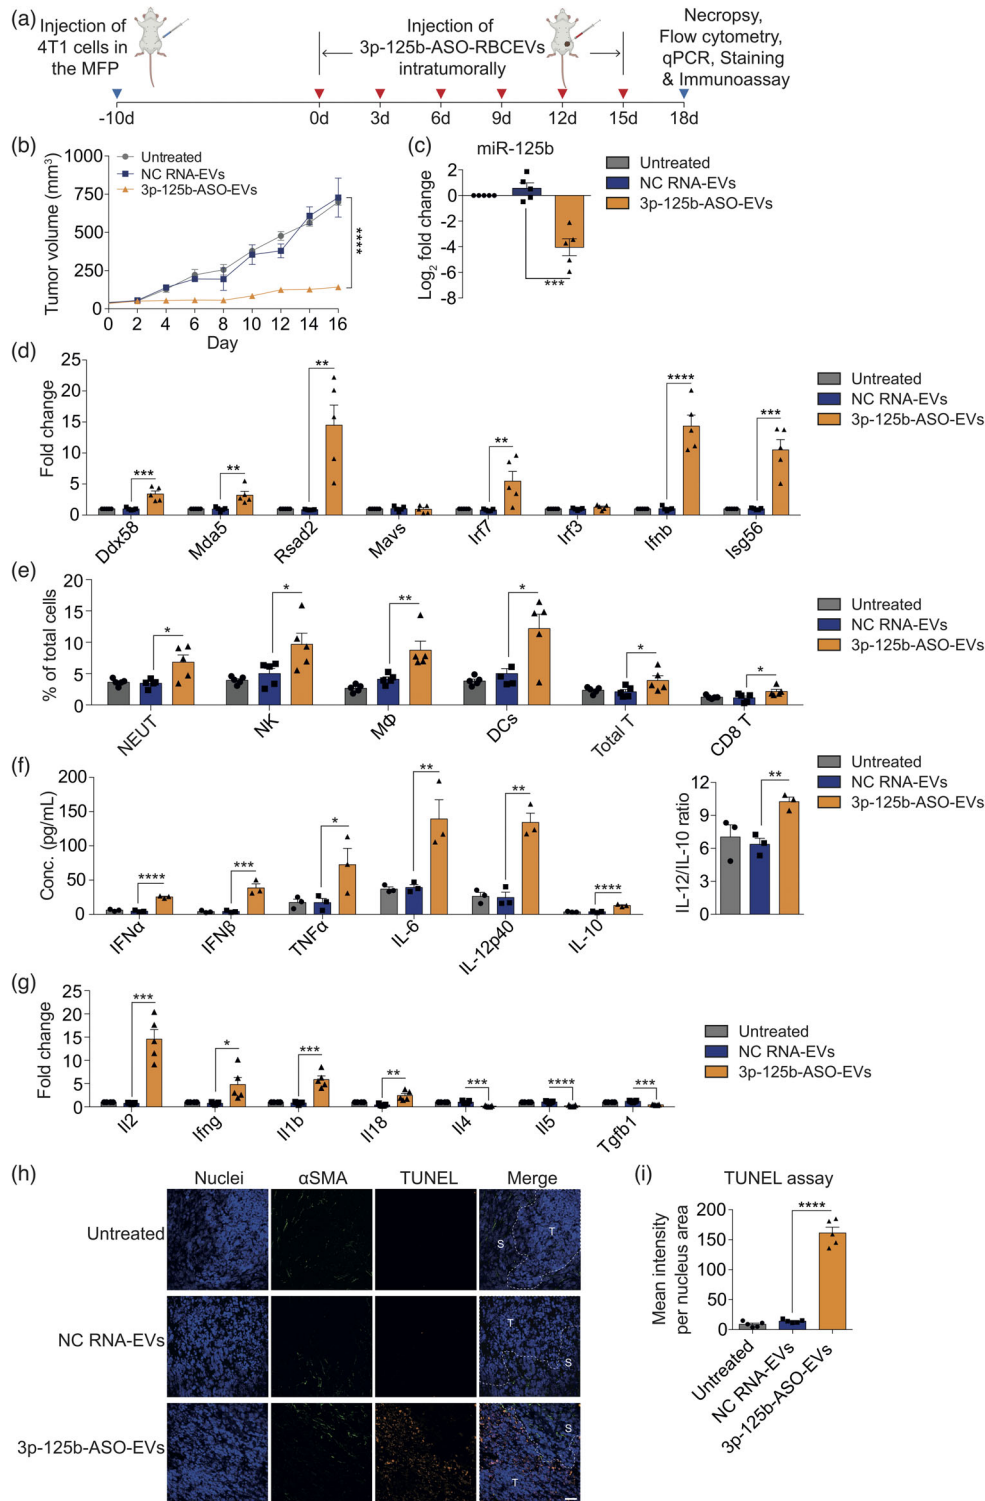 (a)
Injection of
4T1 cells in
the MFP
Injection of
3p-125b-ASO-RBCEVs
intratumorally
Necropsy,
Flow cytometry,
qPCR, Staining
& Immunoassay
-10d 0d 3d 6d 9d 12d 15d 18d
(b)
Tumor volume (mm³)
1000
750
500
250
0
0 2 4 6 8 10 12 14 16
Day
Untreated
NC RNA-EVs
3p-125b-ASO-EVs
****
(c)
miR-125b
Log₂ fold change
2
0
-2
-4
-6
-8
***
Untreated
NC RNA-EVs
3p-125b-ASO-EVs
(d)
Fold change
25
20
15
10
5
0
*** ** ** ** **** ***
Ddx58 Mda5 Rsad2 Mavs Irf7 Irf3 Ifnb Isg56
Untreated
NC RNA-EVs
3p-125b-ASO-EVs
(e)
% of total cells
20
15
10
5
0
* * ** * * *
NEUT NK MΦ DCs Total T CD8 T
Untreated
NC RNA-EVs
3p-125b-ASO-EVs
(f)
Conc. (pg/mL)
200
150
100
50
0
**** *** * ** ** ****
IFNα IFNβ TNFα IL-6 IL-12p40 IL-10
IL-12/IL-10 ratio
12
9
6
3
0
**
Untreated
NC RNA-EVs
3p-125b-ASO-EVs
(g)
Fold change
25
20
15
10
5
0
*** * *** ** *** **** ***
Il2 Ifng Il1b Il18 Il4 Il5 Tgfb1
Untreated
NC RNA-EVs
3p-125b-ASO-EVs
(h)
Nuclei αSMA TUNEL Merge
Untreated
S T
NC RNA-EVs
T S
3p-125b-ASO-EVs
S T
(i)
TUNEL assay
Mean intensity
per nucleus area
200
150
100
50
0
****
Untreated
NC RNA-EVs
3p-125b-ASO-EVs